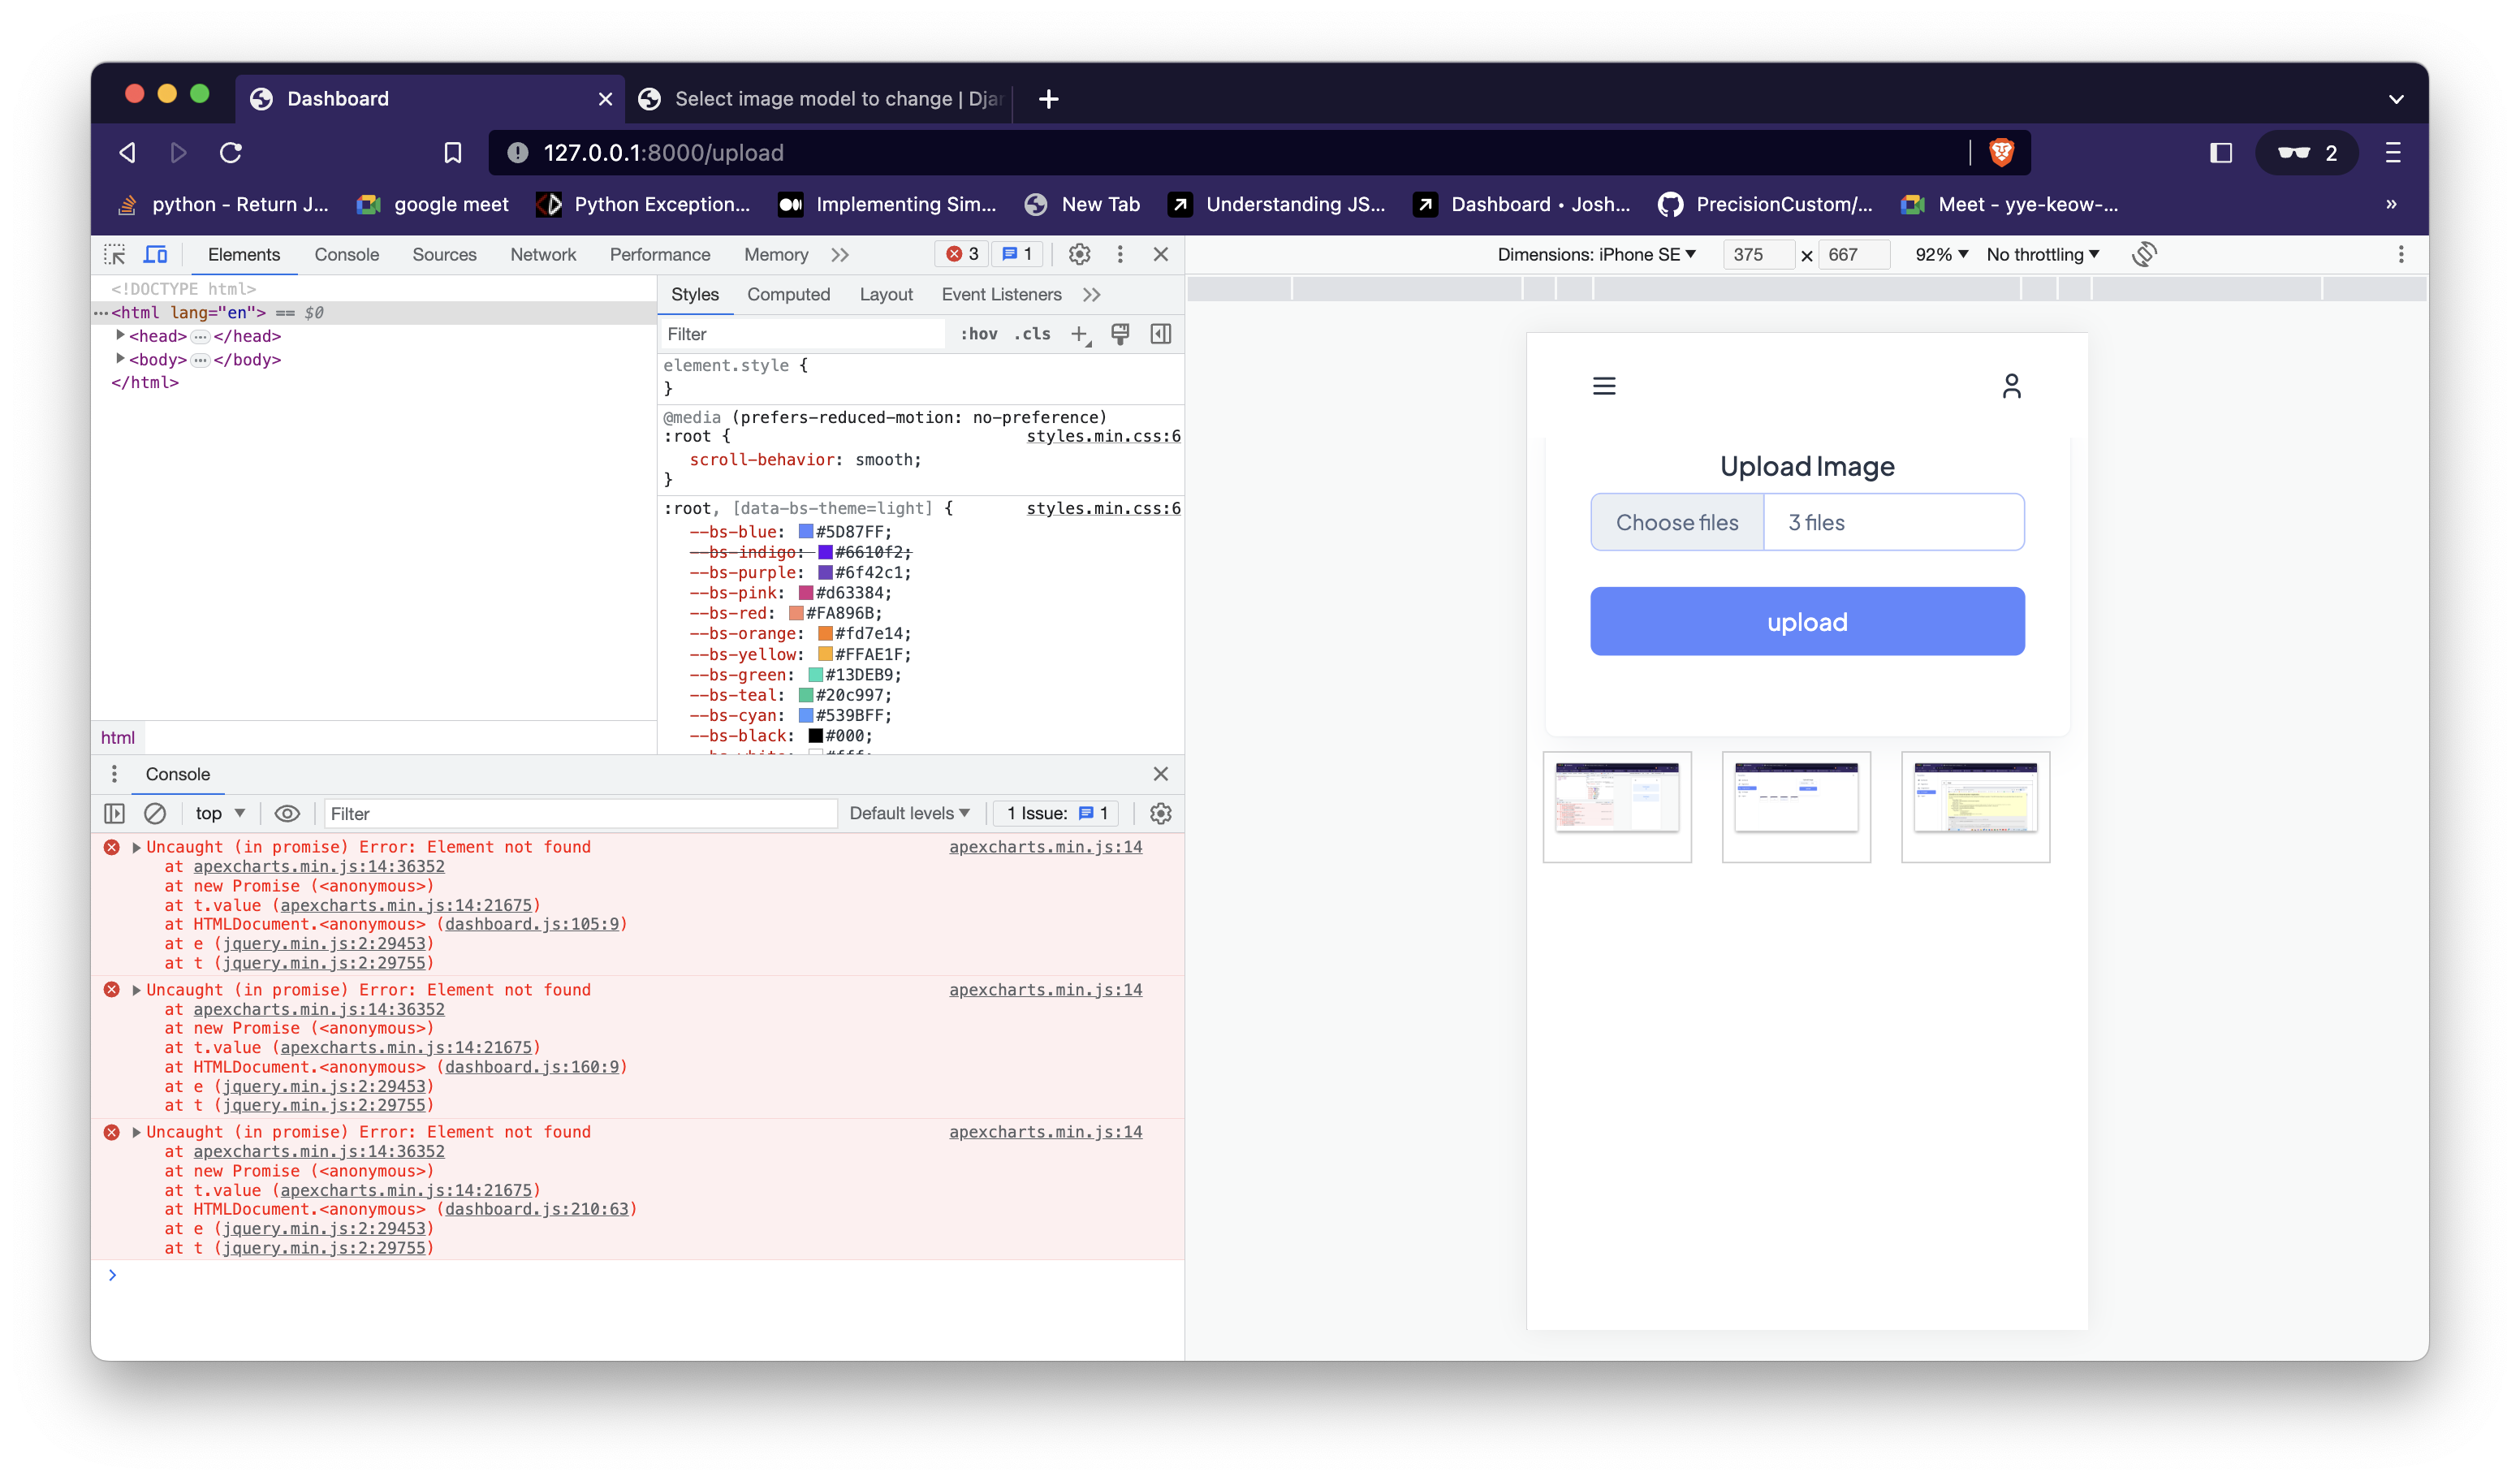 Dashboard
Select image model to change | Djan
127.0.0.1:8000/upload
2
python - Return J...
google meet
Python Exception...
Implementing Sim...
New Tab
Understanding JS...
Dashboard • Josh...
PrecisionCustom/...
Meet - yye-keow-...
»
Elements
Console
Sources
Network
Performance
Memory
3
1
Dimensions: iPhone SE
375 × 667
92%
No throttling
<!DOCTYPE html>
<html lang="en"> == $0
<head> ⋯ </head>
<body> ⋯ </body>
</html>
html
Styles
Computed
Layout
Event Listeners
Filter
:hov
.cls
element.style {
}
@media (prefers-reduced-motion: no-preference)
:root {
styles.min.css:6
scroll-behavior: smooth;
}
:root, [data-bs-theme=light] {
styles.min.css:6
--bs-blue: #5D87FF;
--bs-indigo: #6610f2;
--bs-purple: #6f42c1;
--bs-pink: #d63384;
--bs-red: #FA896B;
--bs-orange: #fd7e14;
--bs-yellow: #FFAE1F;
--bs-green: #13DEB9;
--bs-teal: #20c997;
--bs-cyan: #539BFF;
--bs-black: #000;
--bs-white: #fff;
Console
top
Filter
Default levels
1 Issue: 1
Uncaught (in promise) Error: Element not found
apexcharts.min.js:14
at apexcharts.min.js:14:36352
at new Promise (<anonymous>)
at t.value (apexcharts.min.js:14:21675)
at HTMLDocument.<anonymous> (dashboard.js:105:9)
at e (jquery.min.js:2:29453)
at t (jquery.min.js:2:29755)
Uncaught (in promise) Error: Element not found
apexcharts.min.js:14
at apexcharts.min.js:14:36352
at new Promise (<anonymous>)
at t.value (apexcharts.min.js:14:21675)
at HTMLDocument.<anonymous> (dashboard.js:160:9)
at e (jquery.min.js:2:29453)
at t (jquery.min.js:2:29755)
Uncaught (in promise) Error: Element not found
apexcharts.min.js:14
at apexcharts.min.js:14:36352
at new Promise (<anonymous>)
at t.value (apexcharts.min.js:14:21675)
at HTMLDocument.<anonymous> (dashboard.js:210:63)
at e (jquery.min.js:2:29453)
at t (jquery.min.js:2:29755)
Upload Image
Choose files
3 files
upload